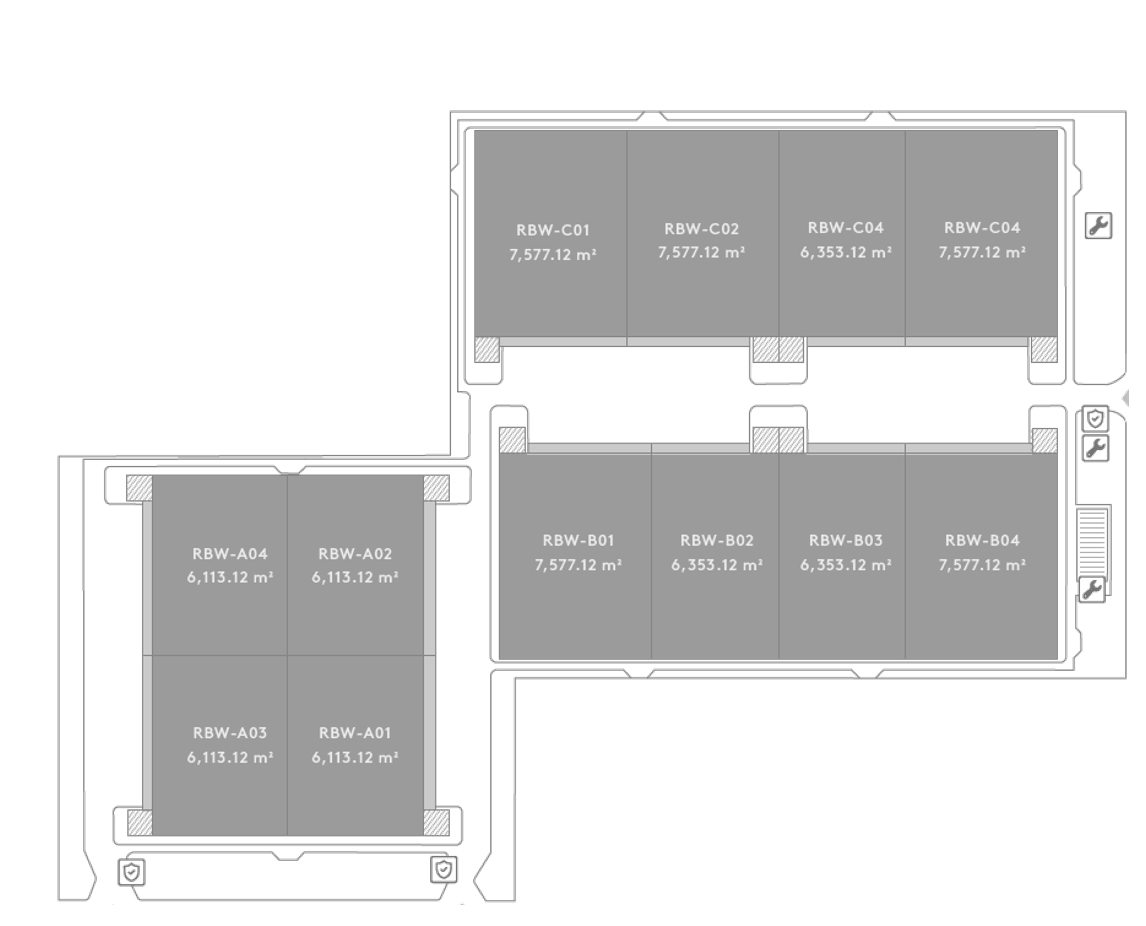 RBW-C01
7,577.12 m²
RBW-C02
7,577.12 m²
RBW-C04
6,353.12 m²
RBW-C04
7,577.12 m²
RBW-B01
7,577.12 m²
RBW-B02
6,353.12 m²
RBW-B03
6,353.12 m²
RBW-B04
7,577.12 m²
RBW-A04
6,113.12 m²
RBW-A02
6,113.12 m²
RBW-A03
6,113.12 m²
RBW-A01
6,113.12 m²